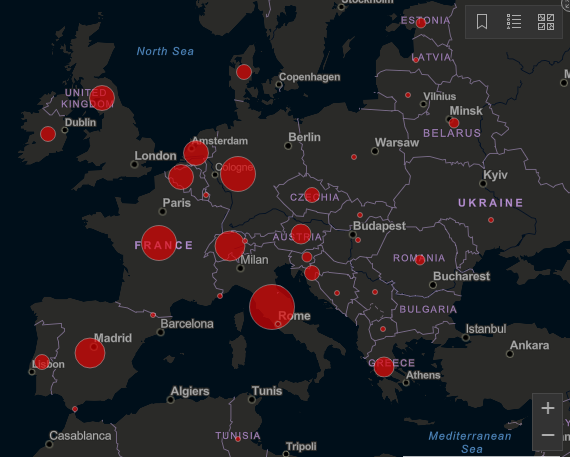 Stockholm
ESTONIA
North Sea
LATVIA
Copenhagen
UNITED
KINGDOM
Vilnius
Minsk
Dublin
BELARUS
Amsterdam
Berlin
Warsaw
London
Cologne
Kyiv
CZECHIA
Paris
UKRAINE
Budapest
AUSTRIA
FRANCE
Milan
ROMANIA
Bucharest
BULGARIA
Rome
Barcelona
Istanbul
Madrid
Ankara
Lisbon
GREECE
Athens
Algiers
Tunis
+
Casablanca
TUNISIA
Mediterranean
Sea
−
Tripoli